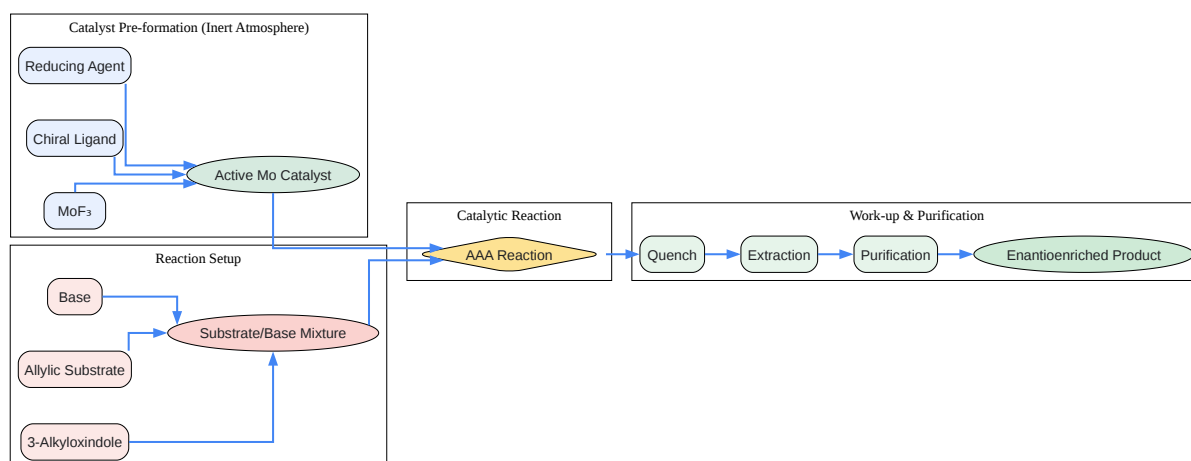 Catalyst Pre-formation (Inert Atmosphere)
Reducing Agent
Chiral Ligand
MoF₃
Active Mo Catalyst
Reaction Setup
Base
Allylic Substrate
3-Alkyloxindole
Substrate/Base Mixture
Catalytic Reaction
AAA Reaction
Work-up & Purification
Quench
Extraction
Purification
Enantioenriched Product